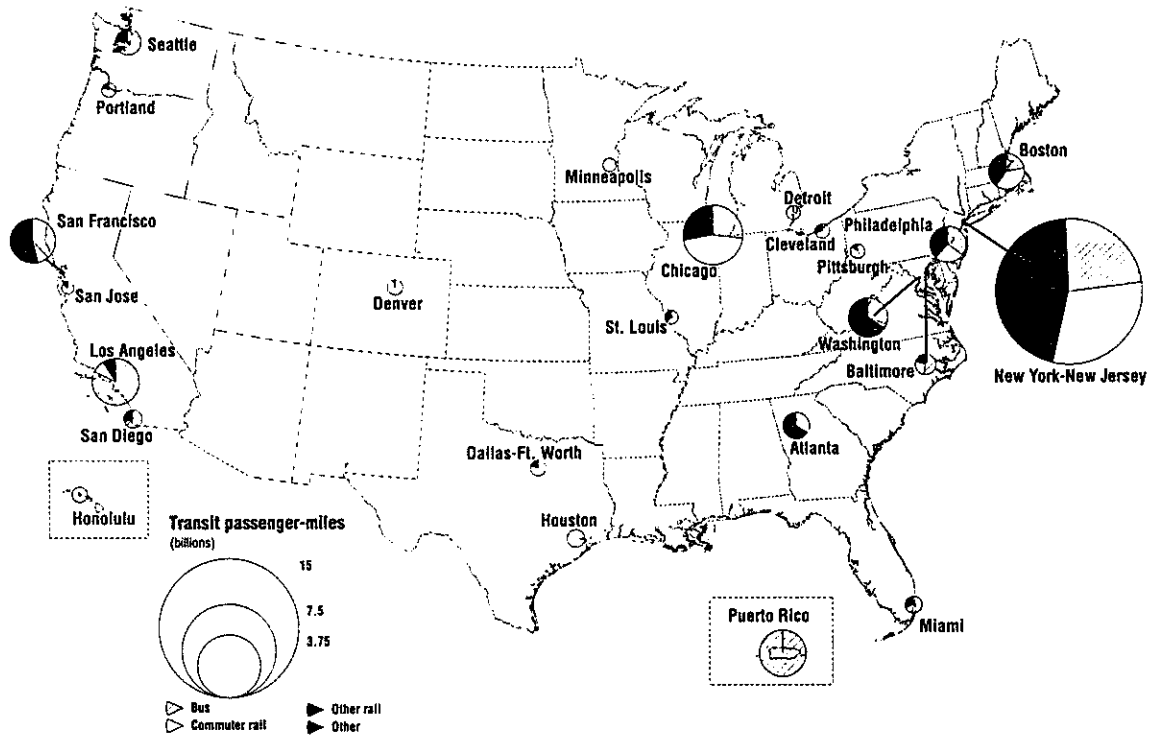 Seattle
Portland
Minneapolis
Boston
Detroit
San Francisco
Philadelphia
Cleveland
Chicago
Pittsburgh
San Jose
Denver
St. Louis
Washington
Los Angeles
Baltimore
New York-New Jersey
San Diego
Atlanta
Dallas-Ft. Worth
Honolulu
Houston
Transit passenger-miles
(billions)
15
7.5
3.75
Puerto Rico
Miami
Bus
Other rail
Commuter rail
Other